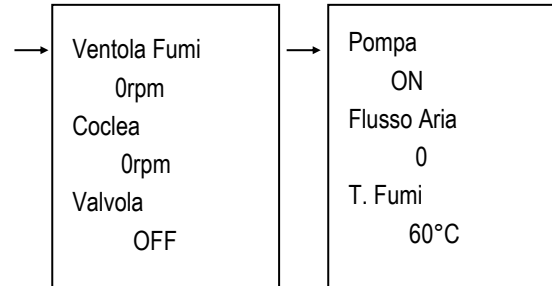 Ventola Fumi
0rpm
Coclea
0rpm
Valvola
OFF
Pompa
ON
Flusso Aria
0
T. Fumi
60°C